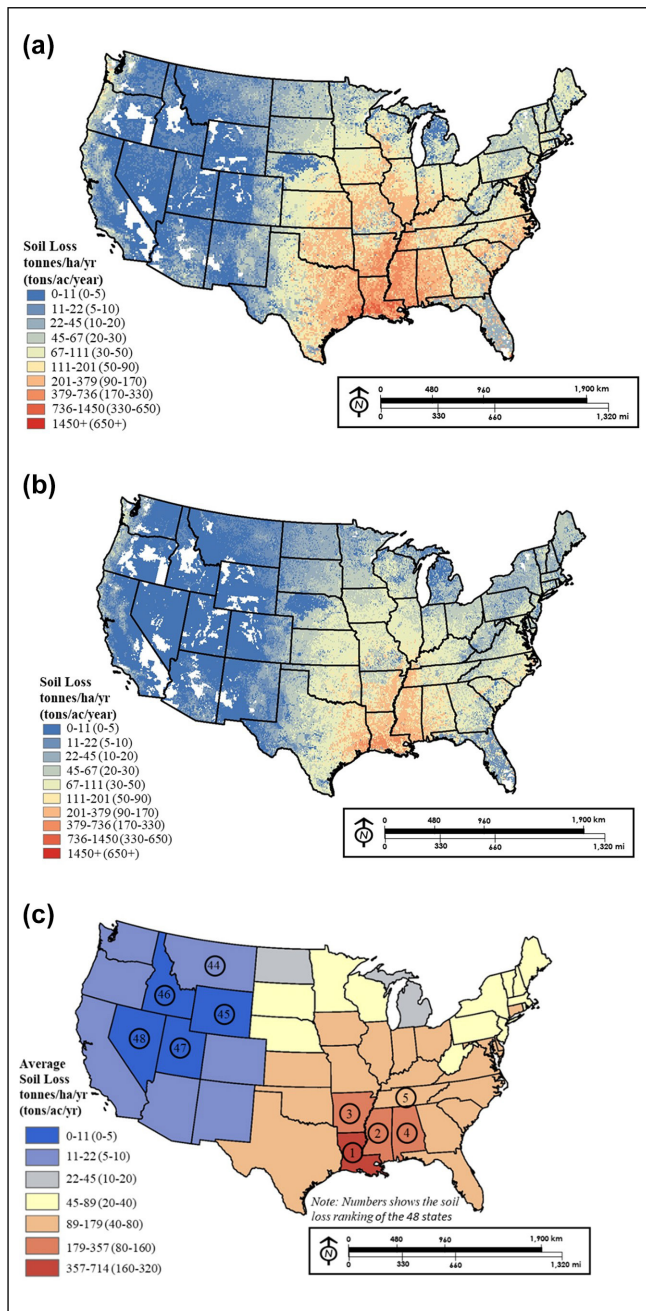 (a)
Soil Loss
tonnes/ha/yr
(tons/ac/yr)
0-11 (0-5)
11-22 (5-10)
22-45 (10-20)
45-67 (20-30)
67-111 (30-50)
111-201 (50-90)
201-379 (90-170)
379-736 (170-330)
736-1450 (330-650)
1450+ (650+)
N
0 480 960 1,900 km
0 330 660 1,320 mi
(b)
Soil Loss
tonnes/ha/yr
(tons/ac/year)
0-11 (0-5)
11-22 (5-10)
22-45 (10-20)
45-67 (20-30)
67-111 (30-50)
111-201 (50-90)
201-379 (90-170)
379-736 (170-330)
736-1450 (330-650)
1450+ (650+)
N
0 480 960 1,900 km
0 330 660 1,320 mi
(c)
44
46
45
48
47
5
3
2
4
1
Average
Soil Loss
tonnes/ha/yr
(tons/ac/yr)
0-11 (0-5)
11-22 (5-10)
22-45 (10-20)
45-89 (20-40)
89-179 (40-80)
179-357 (80-160)
357-714 (160-320)
Note: Numbers shows the soil
loss ranking of the 48 states
N
0 480 960 1,900 km
0 330 660 1,320 mi